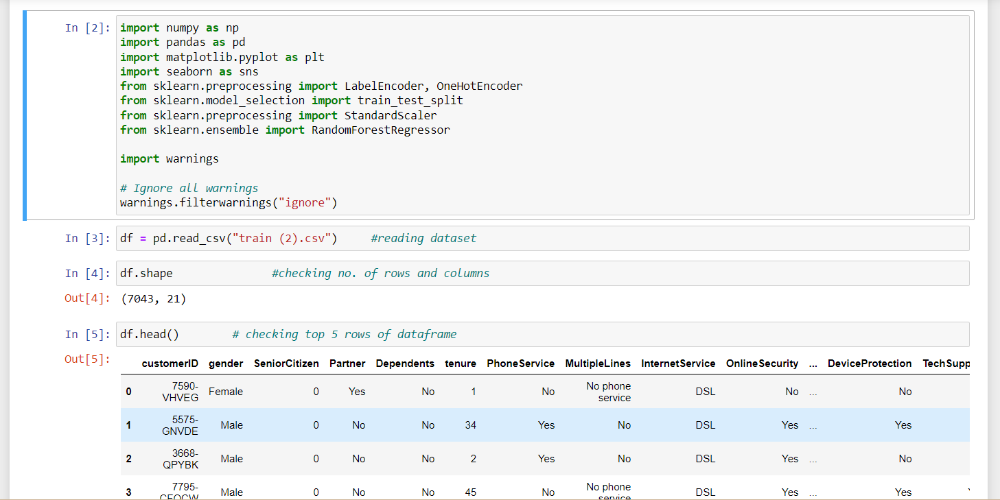 In [2]: import numpy as np
import pandas as pd
import matplotlib.pyplot as plt
import seaborn as sns
from sklearn.preprocessing import LabelEncoder, OneHotEncoder
from sklearn.model_selection import train_test_split
from sklearn.preprocessing import StandardScaler
from sklearn.ensemble import RandomForestRegressor
import warnings
# Ignore all warnings
warnings.filterwarnings("ignore")
In [3]: df = pd.read_csv("train (2).csv") #reading dataset
In [4]: df.shape #checking no. of rows and columns
Out[4]: (7043, 21)
In [5]: df.head() # checking top 5 rows of dataframe
Out[5]:
customerID gender SeniorCitizen Partner Dependents tenure PhoneService MultipleLines InternetService OnlineSecurity ... DeviceProtection TechSupp
0 7590-VHVEG Female 0 Yes No 1 No No phone service DSL No ... No
1 5575-GNVDE Male 0 No No 34 Yes No DSL Yes ... Yes
2 3668-QPYBK Male 0 No No 2 Yes No DSL Yes ... No
3 7795- Male 0 No No 45 No No phone service DSL Yes ... Yes